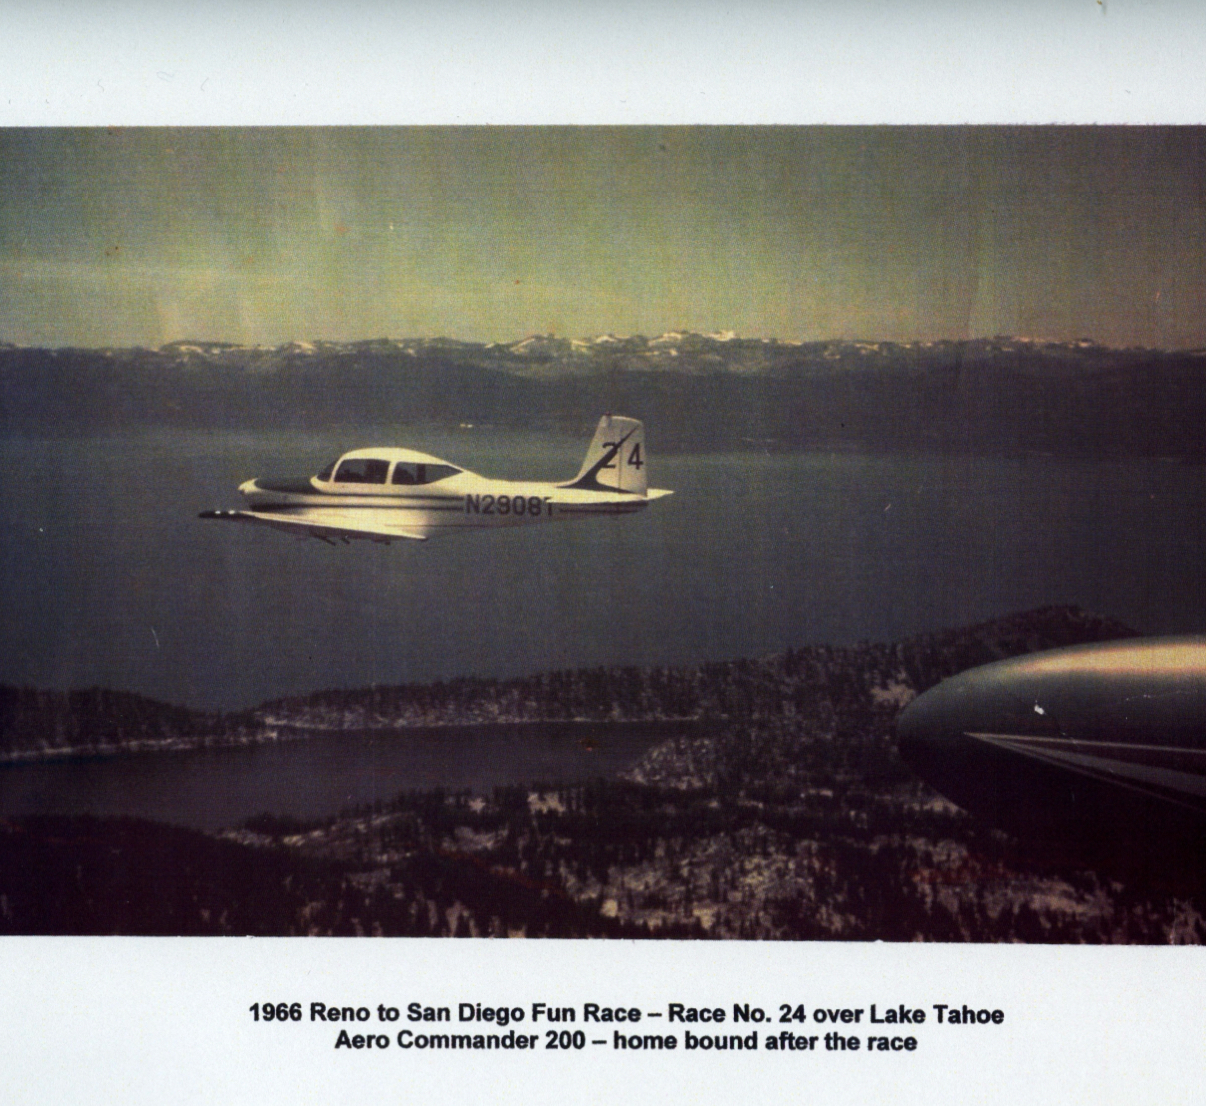 24
N2908T
1966 Reno to San Diego Fun Race – Race No. 24 over Lake Tahoe
Aero Commander 200 – home bound after the race